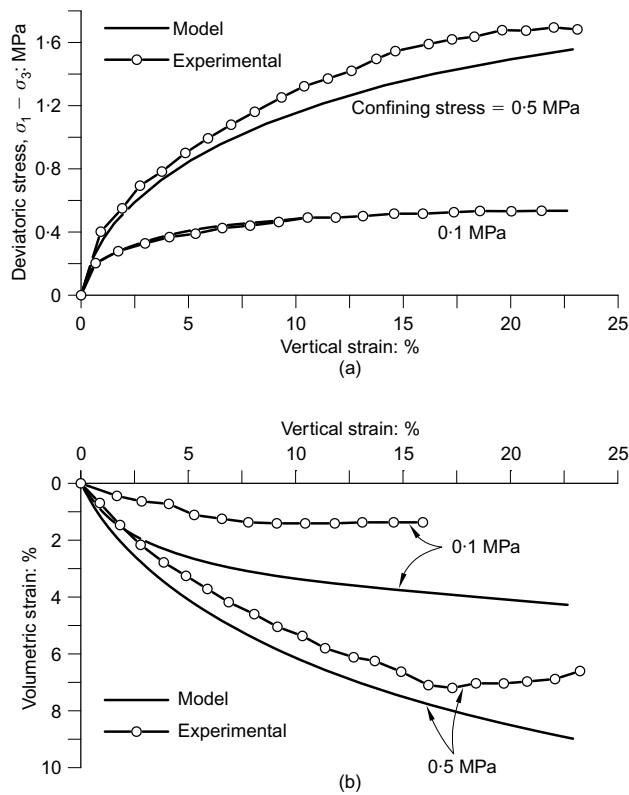 1·6
1·2
0·8
0·4
0
Deviatoric stress, σ1 − σ3: MPa
Model
Experimental
Confining stress = 0·5 MPa
0·1 MPa
0 5 10 15 20 25
Vertical strain: %
(a)
Vertical strain: %
0 5 10 15 20 25
0
2
4
6
8
10
Volumetric strain: %
0·1 MPa
Model
Experimental
0·5 MPa
(b)